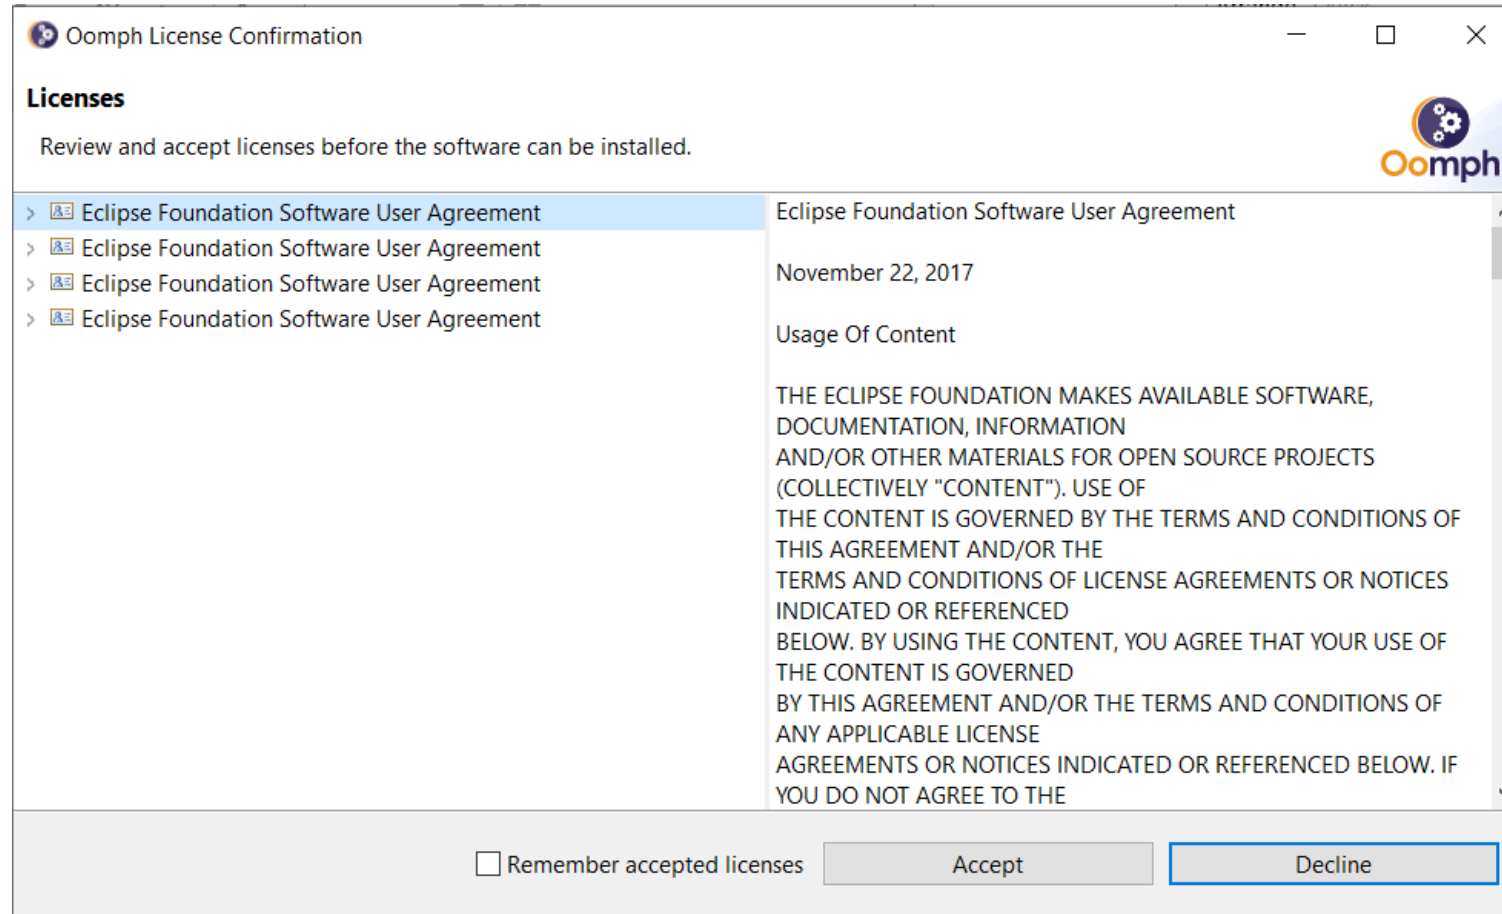 Oomph License Confirmation
Licenses
Review and accept licenses before the software can be installed.
Oomph
Eclipse Foundation Software User Agreement
Eclipse Foundation Software User Agreement
Eclipse Foundation Software User Agreement
Eclipse Foundation Software User Agreement
Eclipse Foundation Software User Agreement
November 22, 2017
Usage Of Content
THE ECLIPSE FOUNDATION MAKES AVAILABLE SOFTWARE,
DOCUMENTATION, INFORMATION
AND/OR OTHER MATERIALS FOR OPEN SOURCE PROJECTS
(COLLECTIVELY "CONTENT"). USE OF
THE CONTENT IS GOVERNED BY THE TERMS AND CONDITIONS OF
THIS AGREEMENT AND/OR THE
TERMS AND CONDITIONS OF LICENSE AGREEMENTS OR NOTICES
INDICATED OR REFERENCED
BELOW. BY USING THE CONTENT, YOU AGREE THAT YOUR USE OF
THE CONTENT IS GOVERNED
BY THIS AGREEMENT AND/OR THE TERMS AND CONDITIONS OF
ANY APPLICABLE LICENSE
AGREEMENTS OR NOTICES INDICATED OR REFERENCED BELOW. IF
YOU DO NOT AGREE TO THE
Remember accepted licenses
Accept
Decline